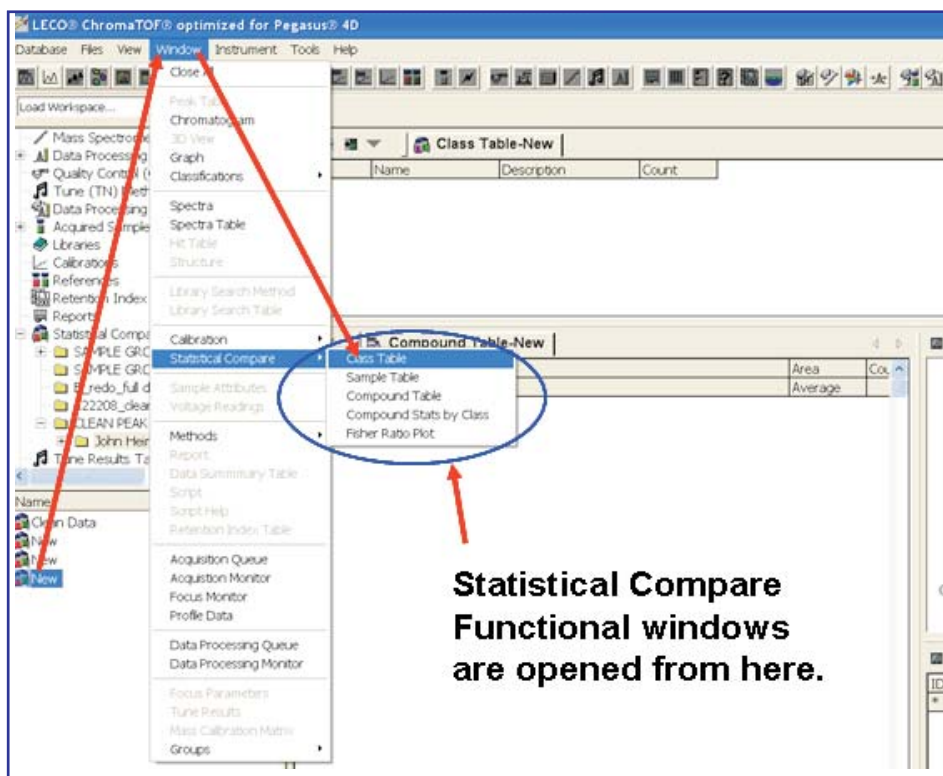 LECO® ChromaTOF® optimized for Pegasus® 4D
Database Files View Window Instrument Tools Help
Load Workspace...
Close All
Peak Table
Chromatogram
3D View
Graph
Classifications
Spectra
Spectra Table
Hit Table
Structure
Library Search Method
Library Search Table
Calibration
Statistical Compare
Sample Attributes
Voltage Readings
Methods
Report
Data Summmary Table
Script
Script Help
Retention Index Table
Acquisition Queue
Acquistion Monitor
Focus Monitor
Profile Data
Data Processing Queue
Data Processing Monitor
Focus Parameters
Tune Results
Mass Calibration Matrix
Groups
Class Table
Sample Table
Compound Table
Compound Stats by Class
Fisher Ratio Plot
Mass Spectrome
Data Processing
Quality Control (
Tune (TN) Meth
Data Processing
Acquired Sample
Libraries
Calibrations
References
Retention Index
Reports
Statistical Compa
SAMPLE GRO
SAMPLE GRO
redo_full d
22208_clear
CLEAN PEAK
John Hein
Tune Results Ta
Name
Clean Data
New
New
New
Class Table-New
Name Description Count
Compound Table-New
Area
Average
ID
*
Statistical Compare
Functional windows
are opened from here.